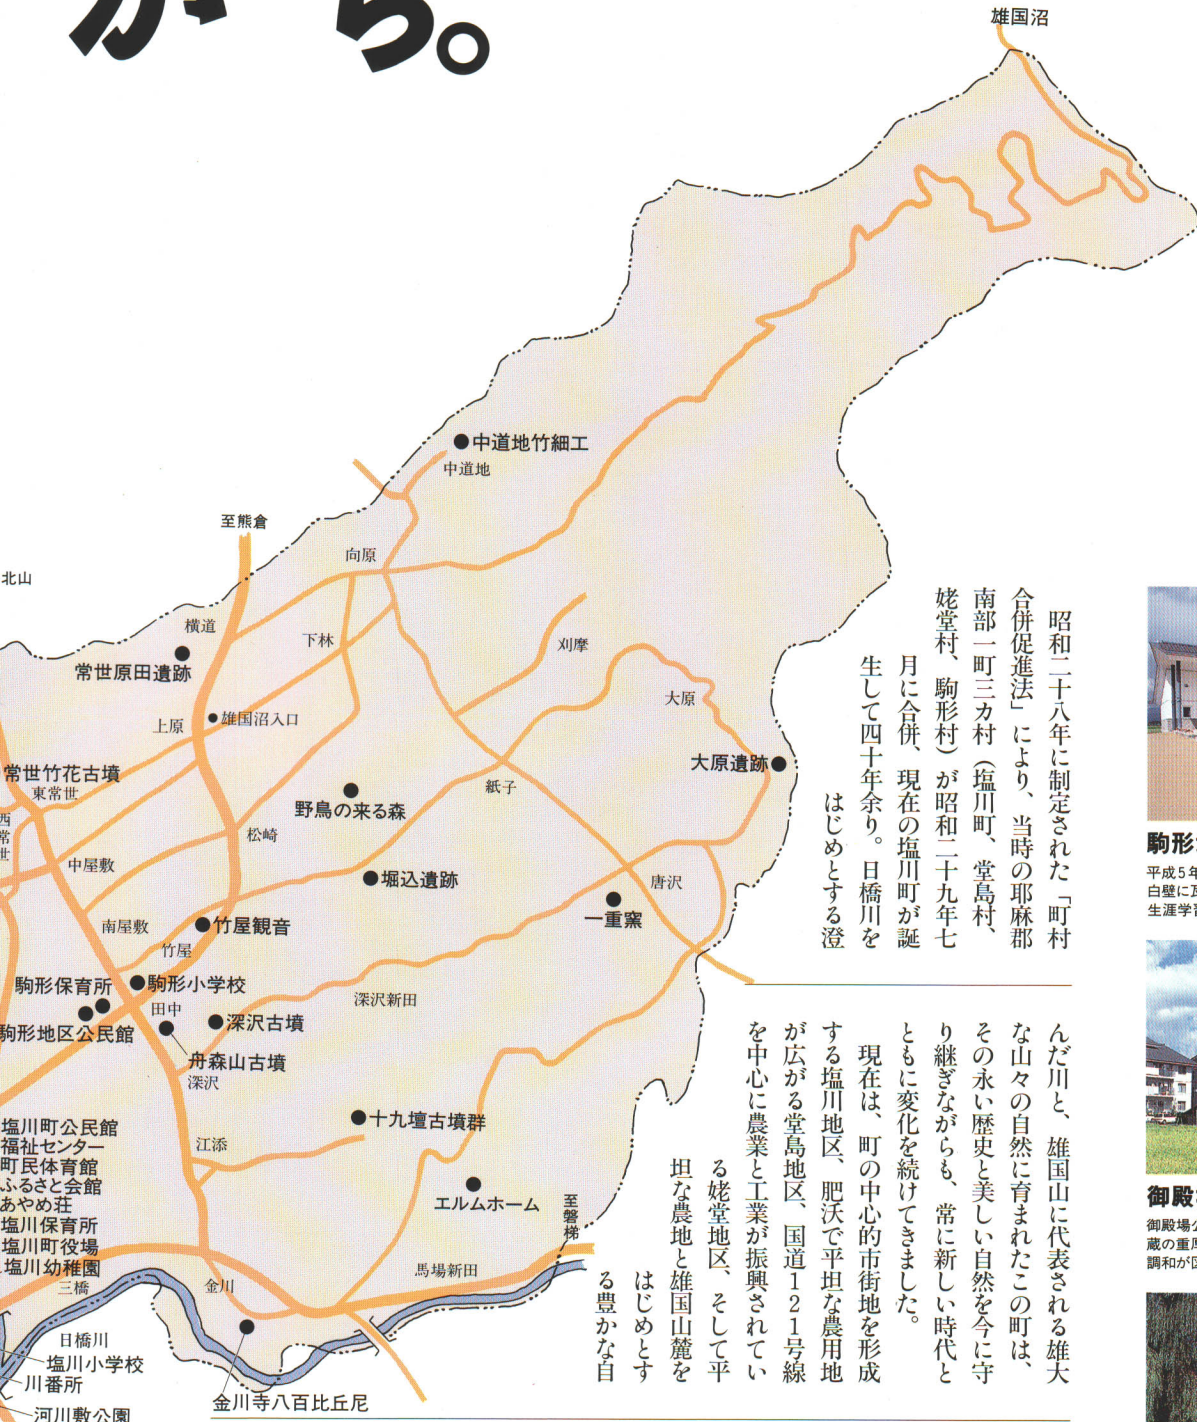 から。
雄国沼
中道地竹細工
中道地
至熊倉
向原
北山
横道
下林
刈摩
常世原田遺跡
大原
上原
雄国沼入口
大原遺跡
常世竹花古墳
東常世
西常世
紙子
野鳥の来る森
松崎
中屋敷
堀込遺跡
唐沢
一重窯
南屋敷
竹屋観音
竹屋
駒形保育所
駒形小学校
田中
深沢新田
深沢古墳
駒形地区公民館
舟森山古墳
深沢
十九壇古墳群
塩川町公民館
福祉センター
町民体育館
ふるさと会館
あやめ荘
塩川保育所
塩川町役場
塩川幼稚園
江添
エルムホーム
至磐梯
三橋
金川
馬場新田
日橋川
塩川小学校
川番所
河川敷公園
金川寺八百比丘尼
昭和二十八年に制定された「町村
合併促進法」により、当時の耶麻郡
南部一町三カ村（塩川町、堂島村、
姥堂村、駒形村）が昭和二十九年七
月に合併、現在の塩川町が誕
生して四十年余り。日橋川を
はじめとする澄
んだ川と、雄国山に代表される雄大
な山々の自然に育まれたこの町は、
その永い歴史と美しい自然を今に守
り継ぎながらも、常に新しい時代と
ともに変化を続けてきました。
現在は、町の中心的市街地を形成
する塩川地区、肥沃で平坦な農用地
が広がる堂島地区、国道121号線
を中心に農業と工業が振興されてい
る姥堂地区、そして平
坦な農地と雄国山麓を
はじめとす
る豊かな自
駒形
平成5年
白壁に瓦
生涯学習
御殿
御殿場公
蔵の重厚
調和が図